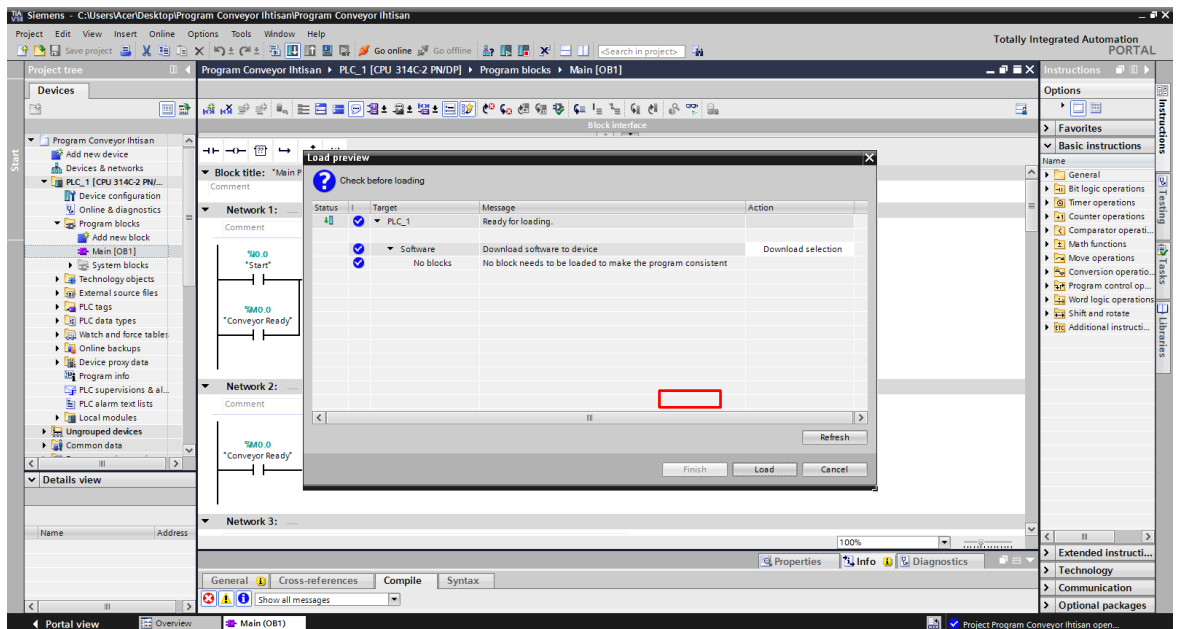 Siemens - C:\Users\Acer\Desktop\Program Conveyor Ihtisan\Program Conveyor Ihtisan
Project Edit View Insert Online Options Tools Window Help
Totally Integrated Automation
PORTAL
Save project
Go online
Go offline
<Search in project>
Project tree
Program Conveyor Ihtisan ▸ PLC_1 [CPU 314C-2 PN/DP] ▸ Program blocks ▸ Main [OB1]
Instructions
Devices
Options
Block interface
Favorites
Basic instructions
Name
General
Bit logic operations
Timer operations
Counter operations
Comparator operati...
Math functions
Move operations
Conversion operatio...
Program control op...
Word logic operations
Shift and rotate
Additional instructi...
Extended instructi...
Technology
Communication
Optional packages
Instructions
Testing
Tasks
Libraries
Start
Program Conveyor Ihtisan
Add new device
Devices & networks
PLC_1 [CPU 314C-2 PN/...
Device configuration
Online & diagnostics
Program blocks
Add new block
Main [OB1]
System blocks
Technology objects
External source files
PLC tags
PLC data types
Watch and force tables
Online backups
Device proxy data
Program info
PLC supervisions & al...
PLC alarm text lists
Local modules
Ungrouped devices
Common data
Details view
Name Address
Block title: "Main P
Comment
Network 1: .....
Comment
%I0.0
"Start"
%M0.0
"Conveyor Ready"
Network 2: .....
Comment
%M0.0
"Conveyor Ready"
Network 3: .....
Load preview
Check before loading
Status ! Target Message Action
PLC_1 Ready for loading.
Software Download software to device Download selection
No blocks No block needs to be loaded to make the program consistent
Refresh
Finish Load Cancel
100%
Properties Info Diagnostics
General Cross-references Compile Syntax
Show all messages
Portal view Overview Main (OB1)
Project Program Conveyor Ihtisan open...